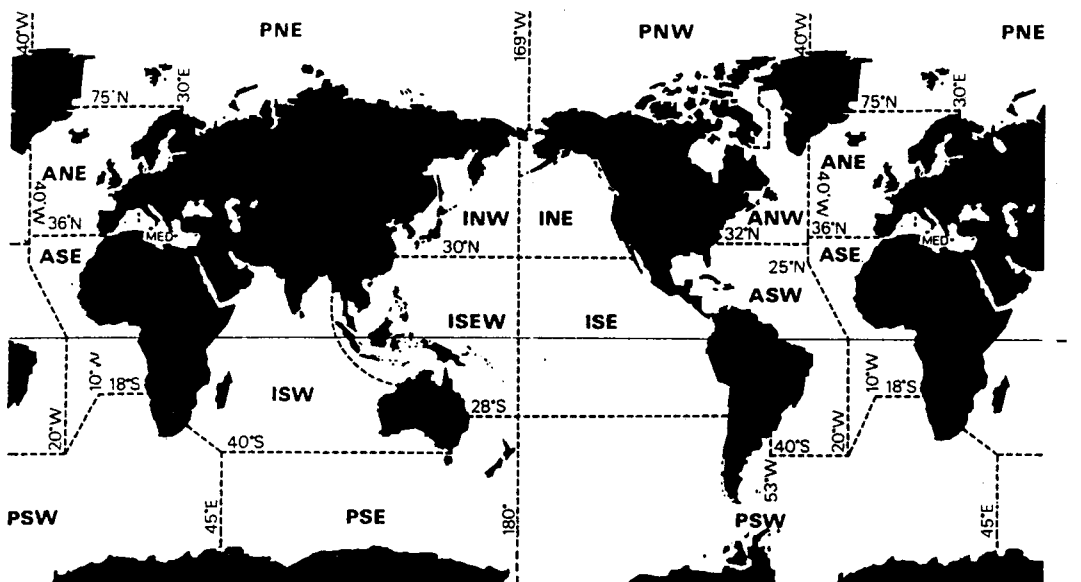 40°W
PNE
169°W
PNW
40°W
PNE
75°N
30°E
75°N
30°E
ANE
40°W
36°N
MED
ASE
INW
INE
30°N
ANW
32°N
ANE
40°W
36°N
MED
ASE
25°N
ASW
ISEW
ISE
10°W
18°S
ISW
28°S
10°W
18°S
20°W
40°S
40°S
20°W
53°W
PSW
45°E
PSE
180°
PSW
45°E